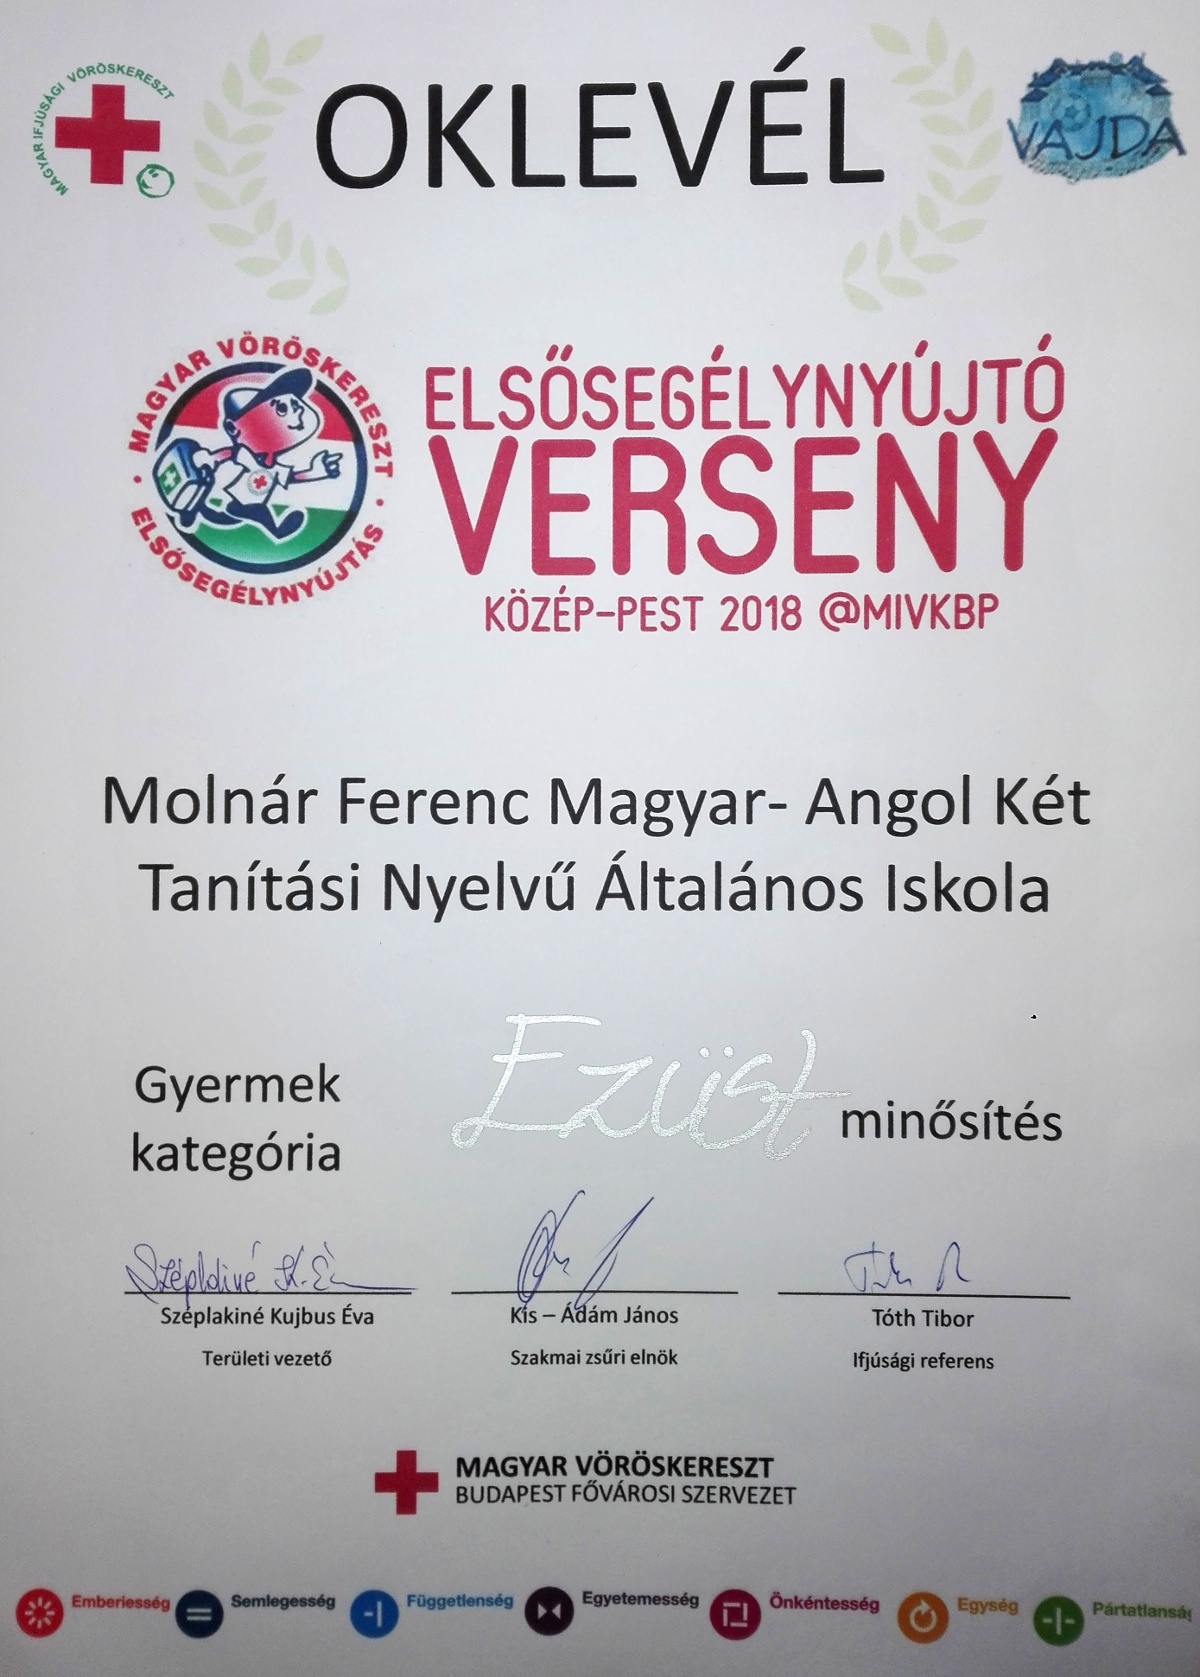 MAGYAR IFJÚSÁGI VÖRÖSKERESZT
OKLEVÉL
VAJDA
MAGYAR VÖRÖSKERESZT
ELSŐSEGÉLYNYÚJTÁS
ELSŐSEGÉLYNYÚJTÓ
VERSENY
KÖZÉP-PEST 2018 @MIVKBP
Molnár Ferenc Magyar- Angol Két
Tanítási Nyelvű Általános Iskola
Gyermek
kategória
Ezüst
minősítés
Széplakiné K. Éva
Széplakiné Kujbus Éva
Kis – Ádám János
Tóth Tibor
Területi vezető
Szakmai zsűri elnök
Ifjúsági referens
MAGYAR VÖRÖSKERESZT
BUDAPEST FŐVÁROSI SZERVEZET
Emberiesség Semlegesség Függetlenség Egyetemesség Önkéntesség Egység Pártatlanság